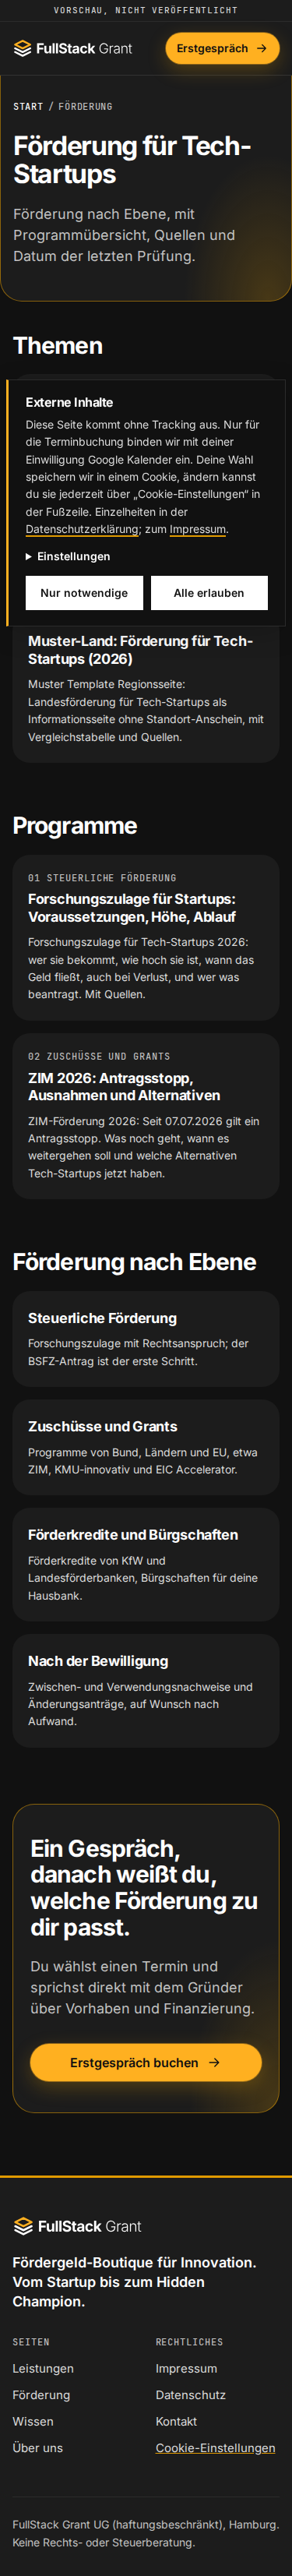 VORSCHAU, NICHT VERÖFFENTLICHT
FullStack Grant
Erstgespräch →
START / FÖRDERUNG
Förderung für Tech-
Startups
Förderung nach Ebene, mit
Programmübersicht, Quellen und
Datum der letzten Prüfung.
Themen
Externe Inhalte
Diese Seite kommt ohne Tracking aus. Nur für
die Terminbuchung binden wir mit deiner
Einwilligung Google Kalender ein. Deine Wahl
speichern wir in einem Cookie, ändern kannst
du sie jederzeit über „Cookie-Einstellungen“ in
der Fußzeile. Einzelheiten in der
Datenschutzerklärung; zum Impressum.
▶ Einstellungen
Nur notwendige
Alle erlauben
Muster-Land: Förderung für Tech-
Startups (2026)
Muster Template Regionsseite:
Landesförderung für Tech-Startups als
Informationsseite ohne Standort-Anschein, mit
Vergleichstabelle und Quellen.
Programme
01 STEUERLICHE FÖRDERUNG
Forschungszulage für Startups:
Voraussetzungen, Höhe, Ablauf
Forschungszulage für Tech-Startups 2026:
wer sie bekommt, wie hoch sie ist, wann das
Geld fließt, auch bei Verlust, und wer was
beantragt. Mit Quellen.
02 ZUSCHÜSSE UND GRANTS
ZIM 2026: Antragsstopp,
Ausnahmen und Alternativen
ZIM-Förderung 2026: Seit 07.07.2026 gilt ein
Antragsstopp. Was noch geht, wann es
weitergehen soll und welche Alternativen
Tech-Startups jetzt haben.
Förderung nach Ebene
Steuerliche Förderung
Forschungszulage mit Rechtsanspruch; der
BSFZ-Antrag ist der erste Schritt.
Zuschüsse und Grants
Programme von Bund, Ländern und EU, etwa
ZIM, KMU-innovativ und EIC Accelerator.
Förderkredite und Bürgschaften
Förderkredite von KfW und
Landesförderbanken, Bürgschaften für deine
Hausbank.
Nach der Bewilligung
Zwischen- und Verwendungsnachweise und
Änderungsanträge, auf Wunsch nach
Aufwand.
Ein Gespräch,
danach weißt du,
welche Förderung zu
dir passt.
Du wählst einen Termin und
sprichst direkt mit dem Gründer
über Vorhaben und Finanzierung.
Erstgespräch buchen →
FullStack Grant
Fördergeld-Boutique für Innovation.
Vom Startup bis zum Hidden
Champion.
SEITEN
Leistungen
Förderung
Wissen
Über uns
RECHTLICHES
Impressum
Datenschutz
Kontakt
Cookie-Einstellungen
FullStack Grant UG (haftungsbeschränkt), Hamburg.
Keine Rechts- oder Steuerberatung.